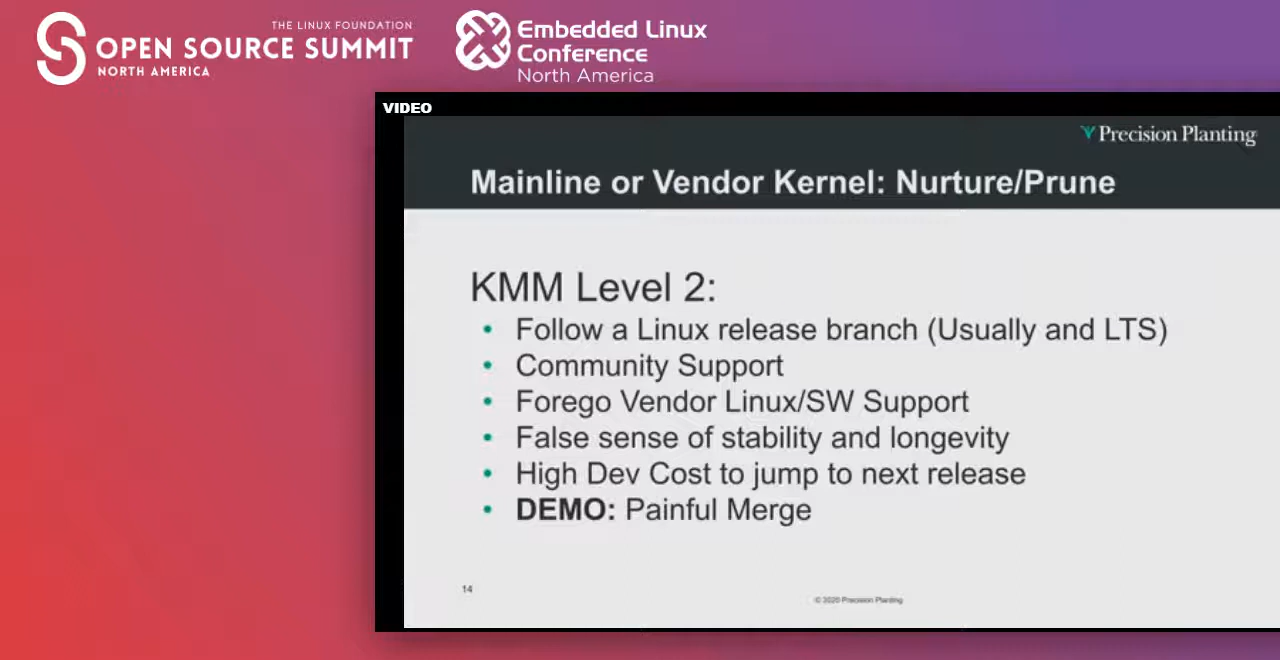 THE LINUX FOUNDATION
OPEN SOURCE SUMMIT
NORTH AMERICA
Embedded Linux
Conference
North America
VIDEO
Precision Planting
Mainline or Vendor Kernel: Nurture/Prune
KMM Level 2:
• Follow a Linux release branch (Usually and LTS)
• Community Support
• Forego Vendor Linux/SW Support
• False sense of stability and longevity
• High Dev Cost to jump to next release
• DEMO: Painful Merge
14
© 2020 Precision Planting